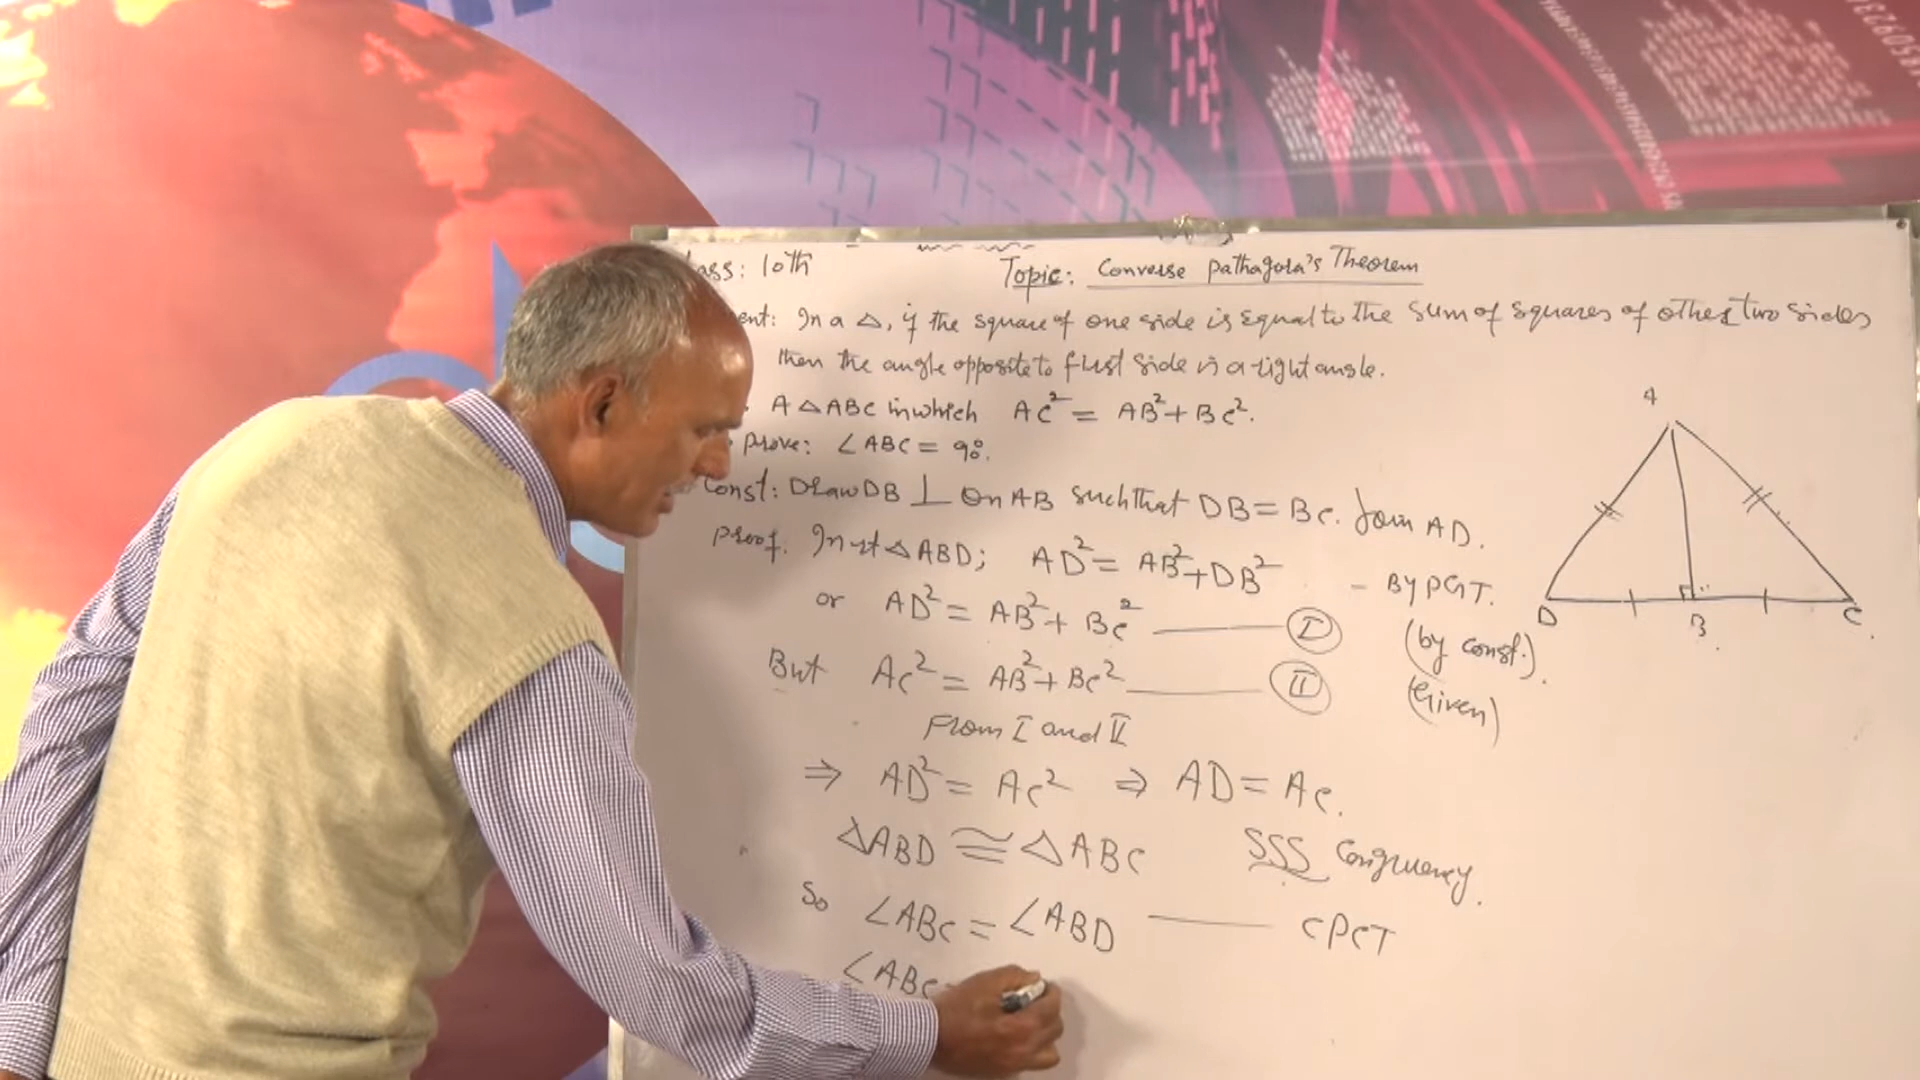 ass: 10th Topic: Converse Pathagora's Theorem
ent: In a △, if the square of one side is equal to the sum of squares of other two sides
then the angle opposite to first side is a right angle.
A △ABC in which AC² = AB² + BC².
Prove: ∠ABC = 90°.
Const: Draw DB ⊥ on AB such that DB = BC. Join AD.
Proof: In rt △ABD; AD² = AB² + DB² - By PGT.
or AD² = AB² + BC² —— Ⓘ (by const.).
But AC² = AB² + BC² —— Ⅱ (Given)
From I and II
⇒ AD² = AC² ⇒ AD = AC.
△ABD ≅ △ABC SSS Congruency.
So ∠ABC = ∠ABD —— CPCT
∠ABC =
A
D B C